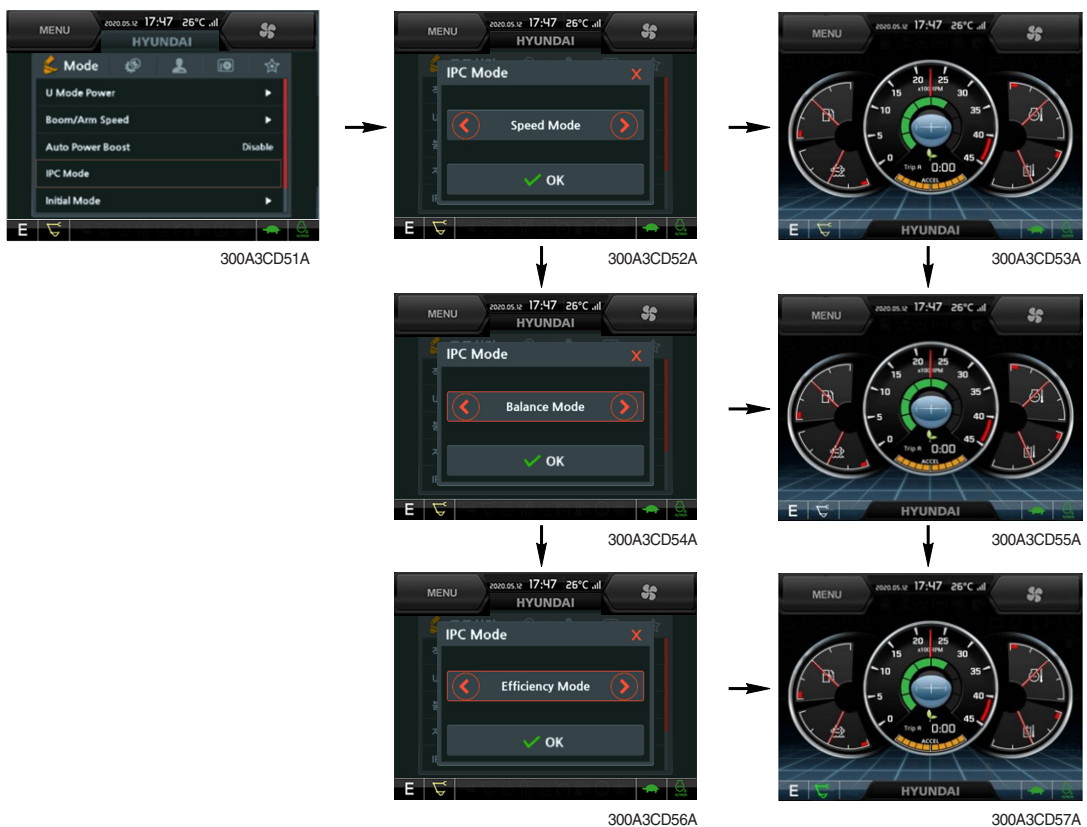 MENU
2020.05.12 17:47 26°C
HYUNDAI
Mode
U Mode Power
Boom/Arm Speed
Auto Power Boost Disable
IPC Mode
Initial Mode
E
300A3CD51A
MENU
2020.05.12 17:47 26°C
HYUNDAI
IPC Mode X
Speed Mode
OK
E
300A3CD52A
MENU
2020.05.12 17:47 26°C
20 25
x100 RPM
15 30
10 35
5 40
0 45
Trip A 0:00
ACCEL
E
HYUNDAI
300A3CD53A
MENU
2020.05.12 17:47 26°C
HYUNDAI
IPC Mode X
Balance Mode
OK
E
300A3CD54A
MENU
2020.05.12 17:47 26°C
20 25
x100 RPM
15 30
10 35
5 40
0 45
Trip A 0:00
ACCEL
E
HYUNDAI
300A3CD55A
MENU
2020.05.12 17:47 26°C
HYUNDAI
IPC Mode X
Efficiency Mode
OK
E
300A3CD56A
MENU
2020.05.12 17:47 26°C
20 25
x100 RPM
15 30
10 35
5 40
0 45
Trip A 0:00
ACCEL
E
HYUNDAI
300A3CD57A